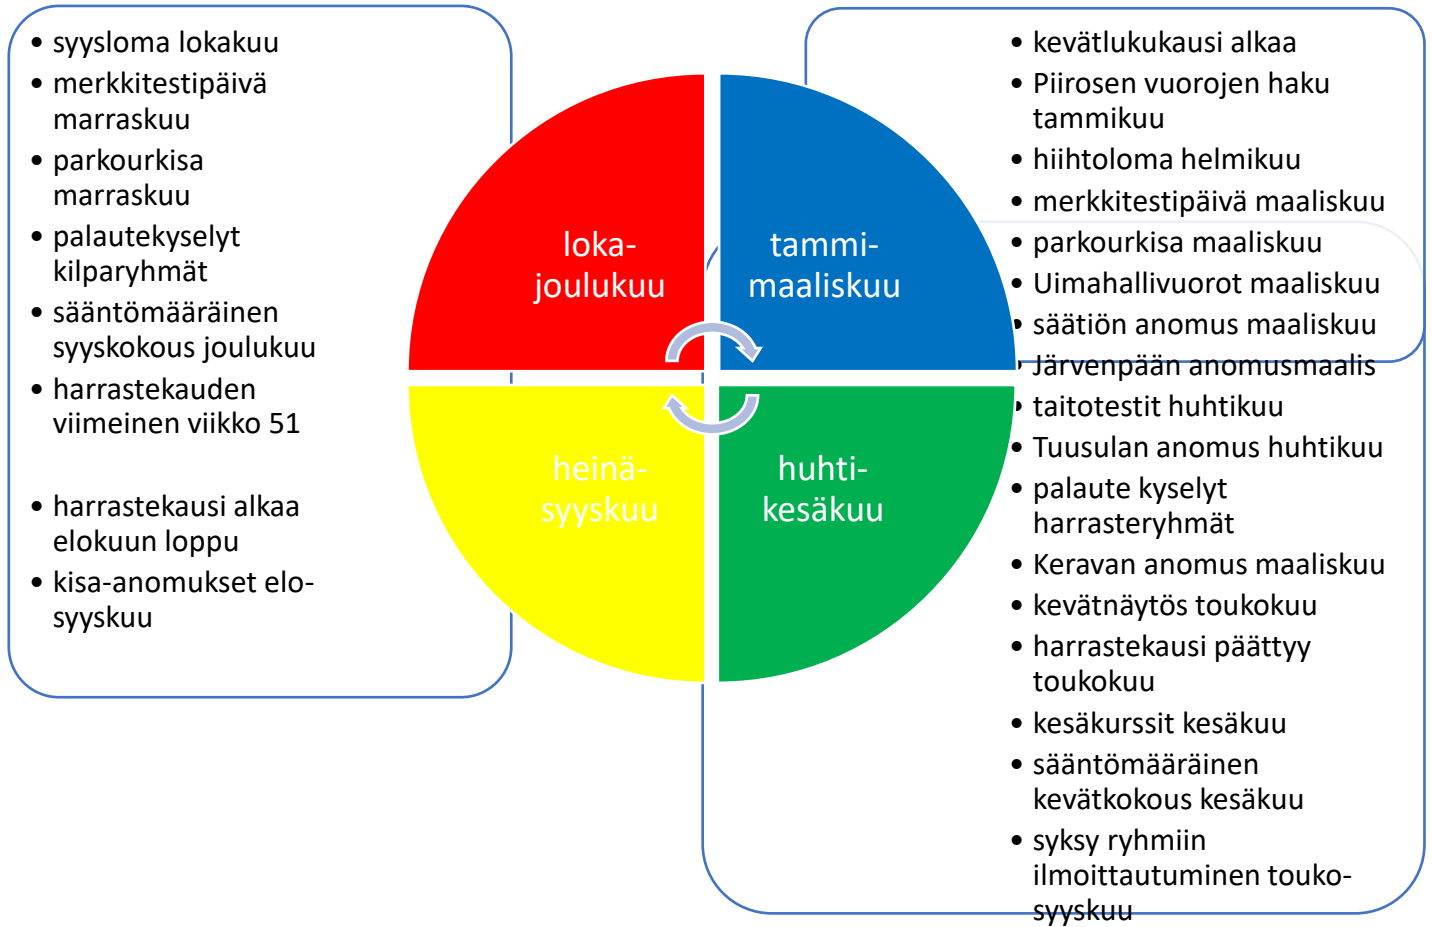 • syysloma lokakuu
• merkkitestipäivä
marraskuu
• parkourkisa
marraskuu
• palautekyselyt
kilparyhmät
• sääntömääräinen
syyskokous joulukuu
• harrastekauden
viimeinen viikko 51
• harrastekausi alkaa
elokuun loppu
• kisa-anomukset elo-
syyskuu
loka-
joulukuu
tammi-
maaliskuu
heinä-
syyskuu
huhti-
kesäkuu
• kevätlukukausi alkaa
• Piirosen vuorojen haku
tammikuu
• hiihtoloma helmikuu
• merkkitestipäivä maaliskuu
• parkourkisa maaliskuu
• Uimahallivuorot maaliskuu
• säätiön anomus maaliskuu
• Järvenpään anomusmaalis
• taitotestit huhtikuu
• Tuusulan anomus huhtikuu
• palaute kyselyt
harrasteryhmät
• Keravan anomus maaliskuu
• kevätnäytös toukokuu
• harrastekausi päättyy
toukokuu
• kesäkurssit kesäkuu
• sääntömääräinen
kevätkokous kesäkuu
• syksy ryhmiin
ilmoittautuminen touko-
syyskuu